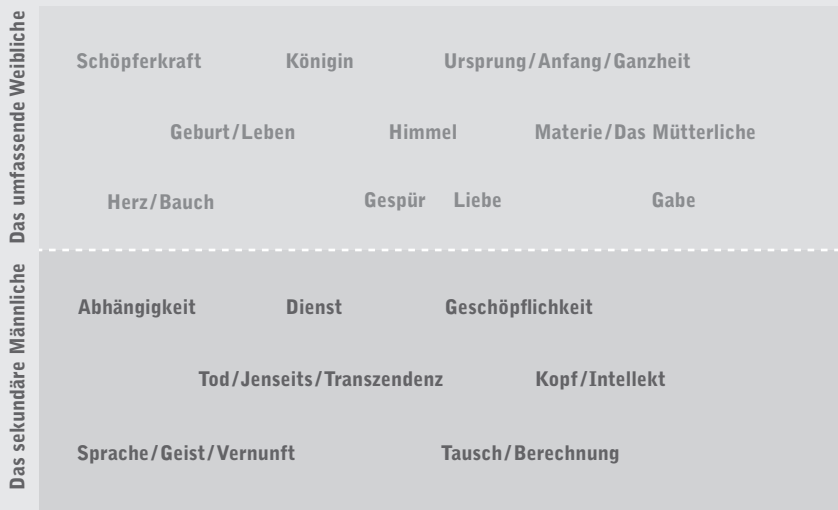 Das umfassende Weibliche
Schöpferkraft Königin Ursprung/Anfang/Ganzheit
Geburt/Leben Himmel Materie/Das Mütterliche
Herz/Bauch Gespür Liebe Gabe
Das sekundäre Männliche
Abhängigkeit Dienst Geschöpflichkeit
Tod/Jenseits/Transzendenz Kopf/Intellekt
Sprache/Geist/Vernunft Tausch/Berechnung